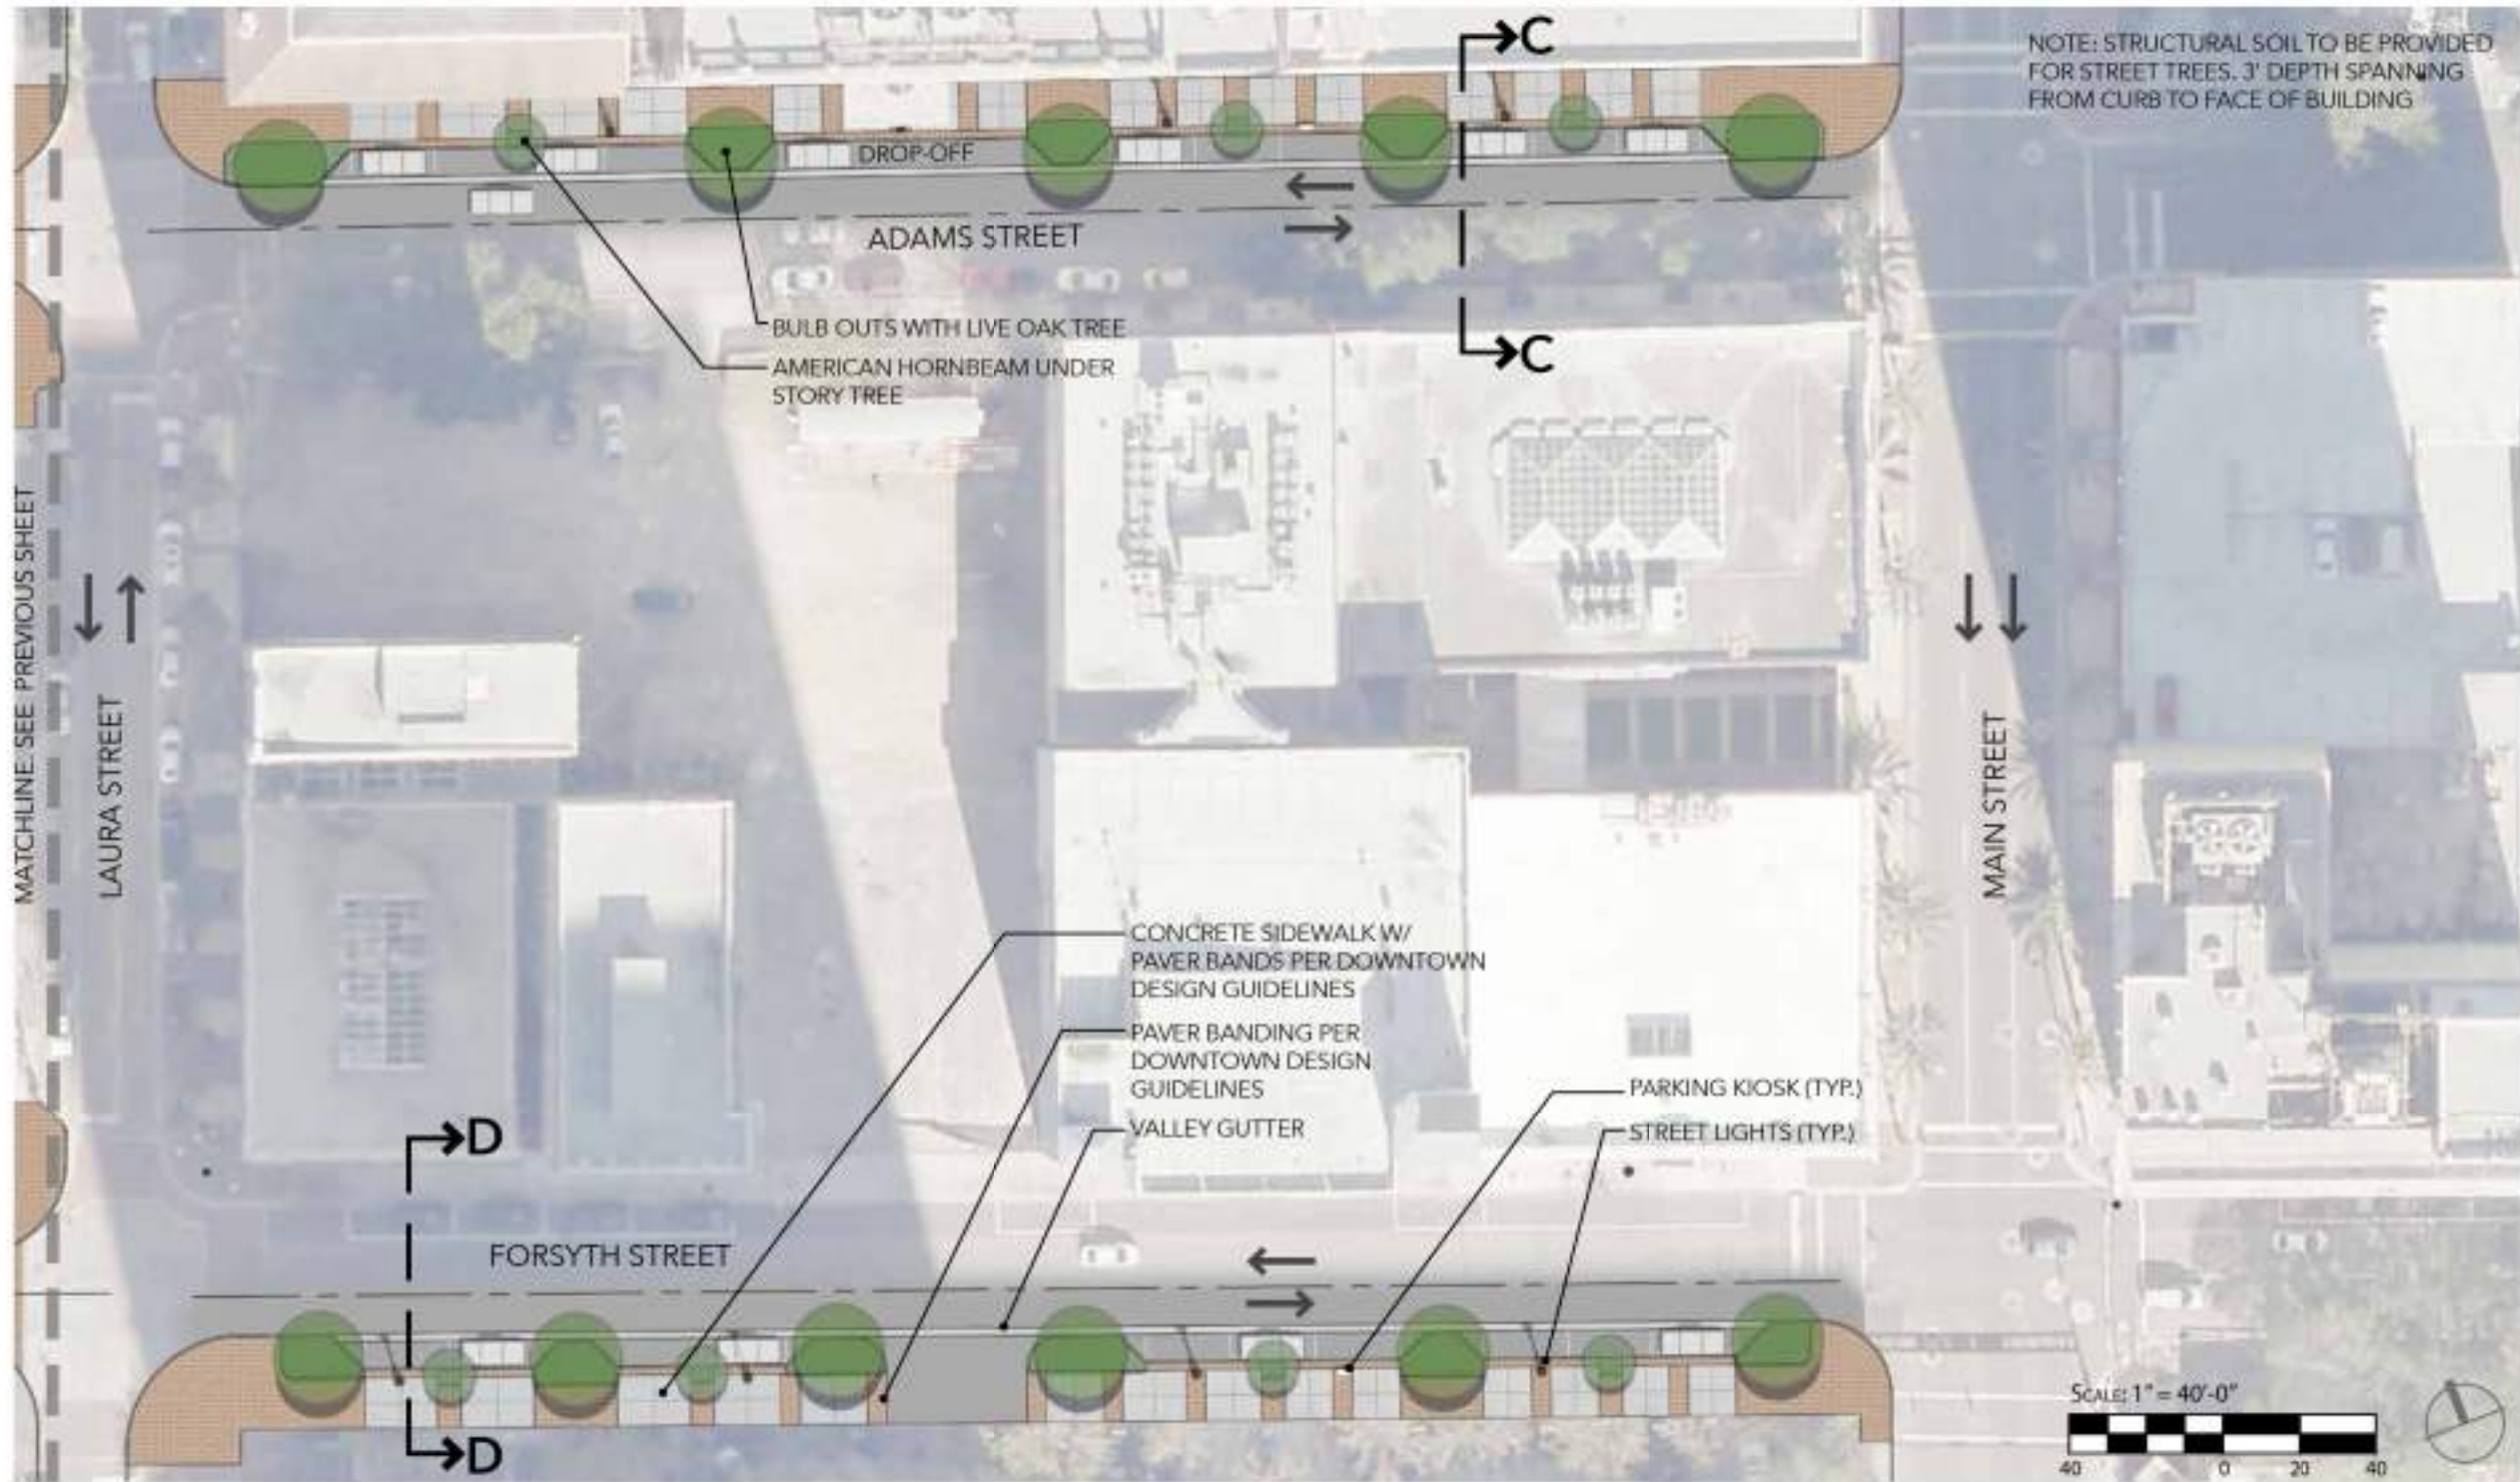 C
NOTE: STRUCTURAL SOIL TO BE PROVIDED
FOR STREET TREES. 3' DEPTH SPANNING
FROM CURB TO FACE OF BUILDING
DROP-OFF
ADAMS STREET
BULB OUTS WITH LIVE OAK TREE
AMERICAN HORNBEAM UNDER
STORY TREE
C
MATCHLINE. SEE PREVIOUS SHEET
LAURA STREET
MAIN STREET
CONCRETE SIDEWALK W/
PAVER BANDS PER DOWNTOWN
DESIGN GUIDELINES
PAVER BANDING PER
DOWNTOWN DESIGN
GUIDELINES
VALLEY GUTTER
PARKING KIOSK (TYP.)
STREET LIGHTS (TYP.)
D
FORSYTH STREET
D
SCALE: 1" = 40'-0"
40 0 20 40